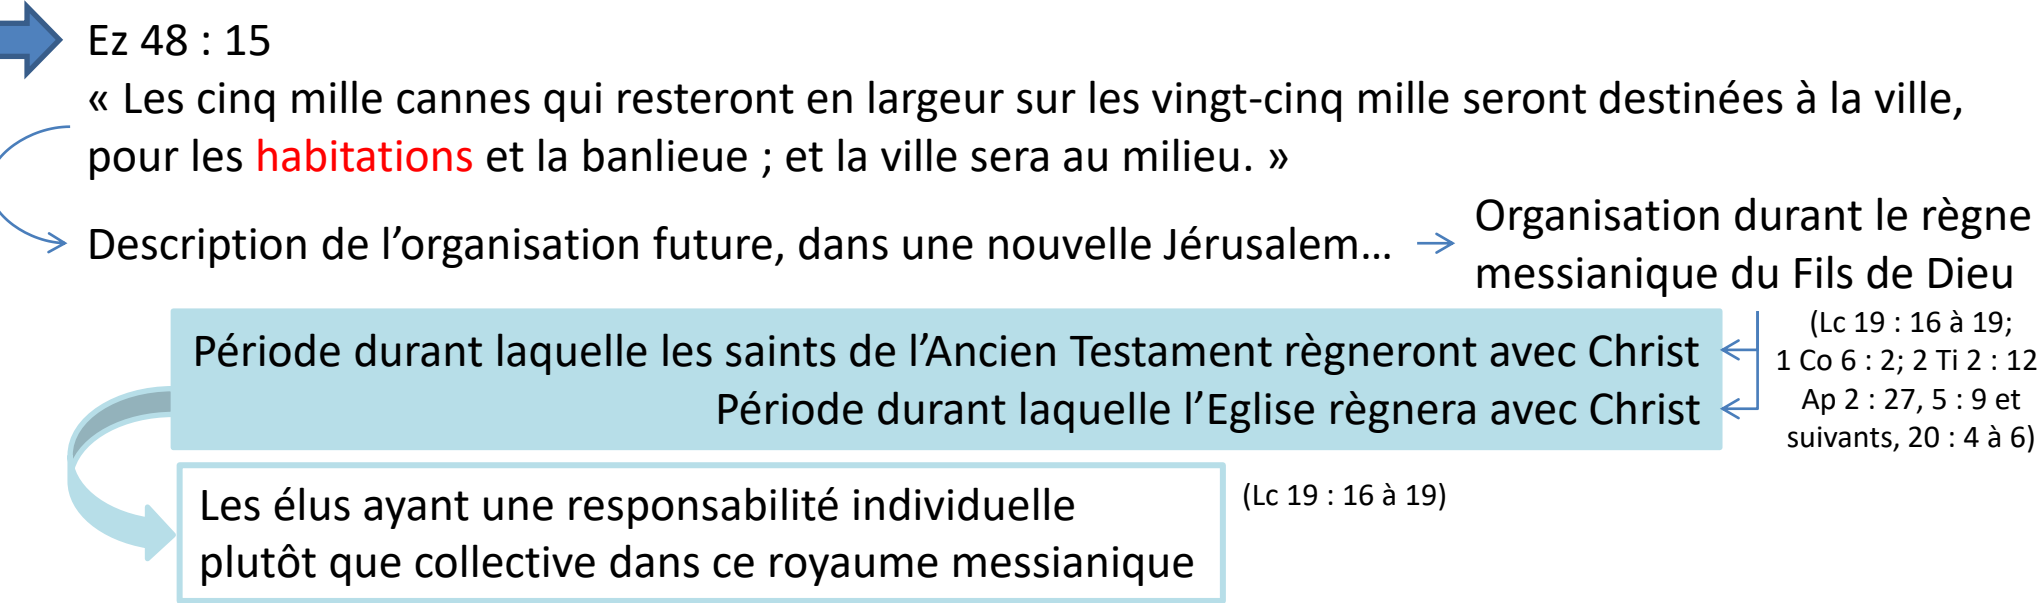 Ez 48 : 15
« Les cinq mille cannes qui resteront en largeur sur les vingt-cinq mille seront destinées à la ville,
pour les habitations et la banlieue ; et la ville sera au milieu. »
Description de l’organisation future, dans une nouvelle Jérusalem…
Organisation durant le règne
messianique du Fils de Dieu
Période durant laquelle les saints de l’Ancien Testament règneront avec Christ
Période durant laquelle l’Eglise règnera avec Christ
(Lc 19 : 16 à 19;
1 Co 6 : 2; 2 Ti 2 : 12
Ap 2 : 27, 5 : 9 et
suivants, 20 : 4 à 6)
Les élus ayant une responsabilité individuelle
plutôt que collective dans ce royaume messianique
(Lc 19 : 16 à 19)